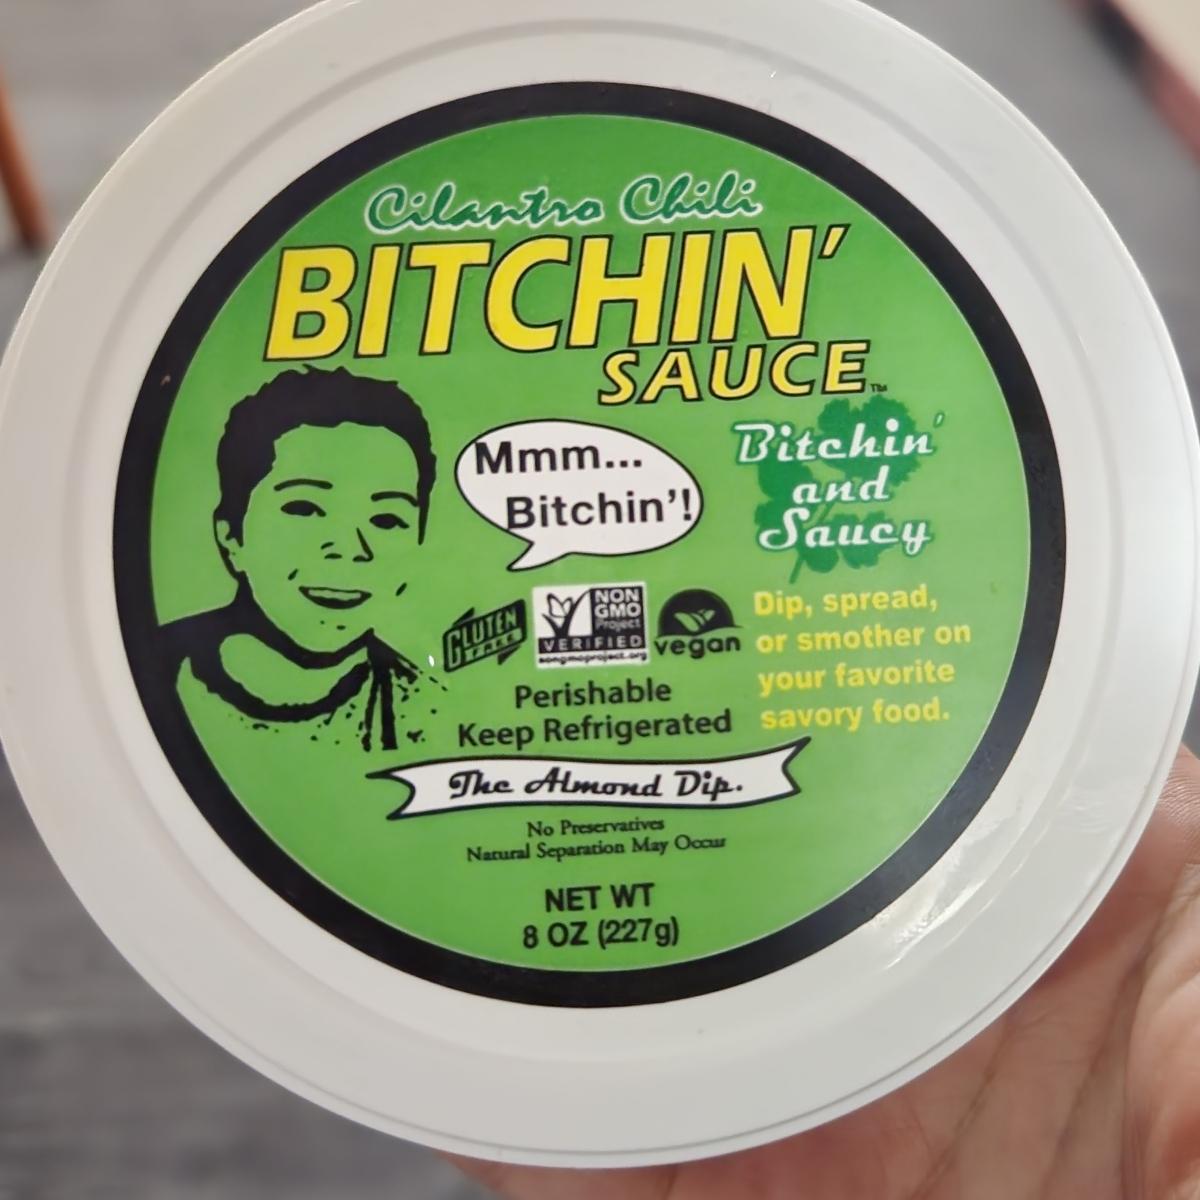 Cilantro Chili
BITCHIN'
SAUCE™
Mmm...
Bitchin'!
Bitchin'
and
Saucy
GLUTEN
FREE
NON
GMO
Project
VERIFIED
nongmoproject.org
vegan
Dip, spread,
or smother on
your favorite
savory food.
Perishable
Keep Refrigerated
The Almond Dip.
No Preservatives
Natural Separation May Occur
NET WT
8 OZ (227g)